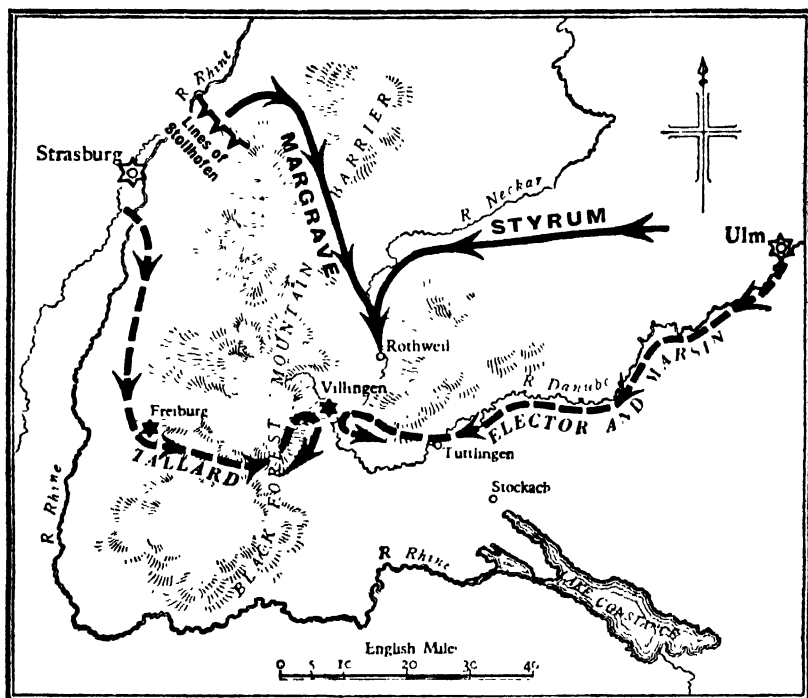 R Rhine
Lines of
Stollhofen
Strasburg
MARGRAVE
BARRIER
R Neckar
STYRUM
Ulm
Rothweil
Villingen
R Danube
ELECTOR AND MARSIN
Freiburg
TALLARD
BLACK FOREST MOUNTAIN
Tuttlingen
Stockach
R Rhine
R Rhine
LAKE CONSTANCE
English Miles
0 5 10 20 30 40